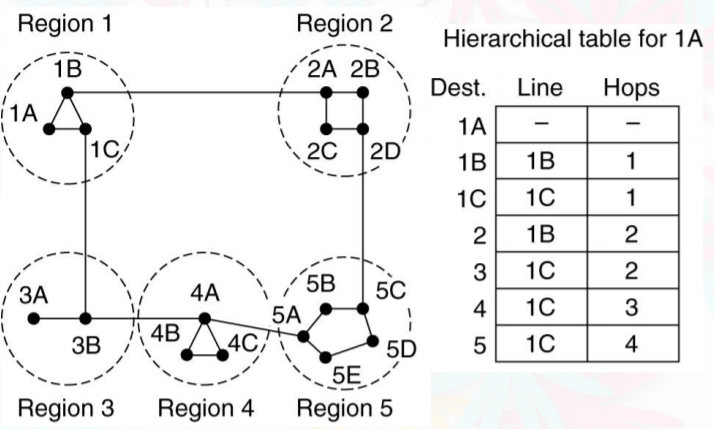 Region 1
Region 2
Hierarchical table for 1A
1B
2A 2B
1A
1C
2C
2D
Dest. Line Hops
1A – –
1B 1B 1
1C 1C 1
2 1B 2
3 1C 2
4 1C 3
5 1C 4
3A
3B
4A
4B
4C
5A
5B
5C
5D
5E
Region 3
Region 4
Region 5